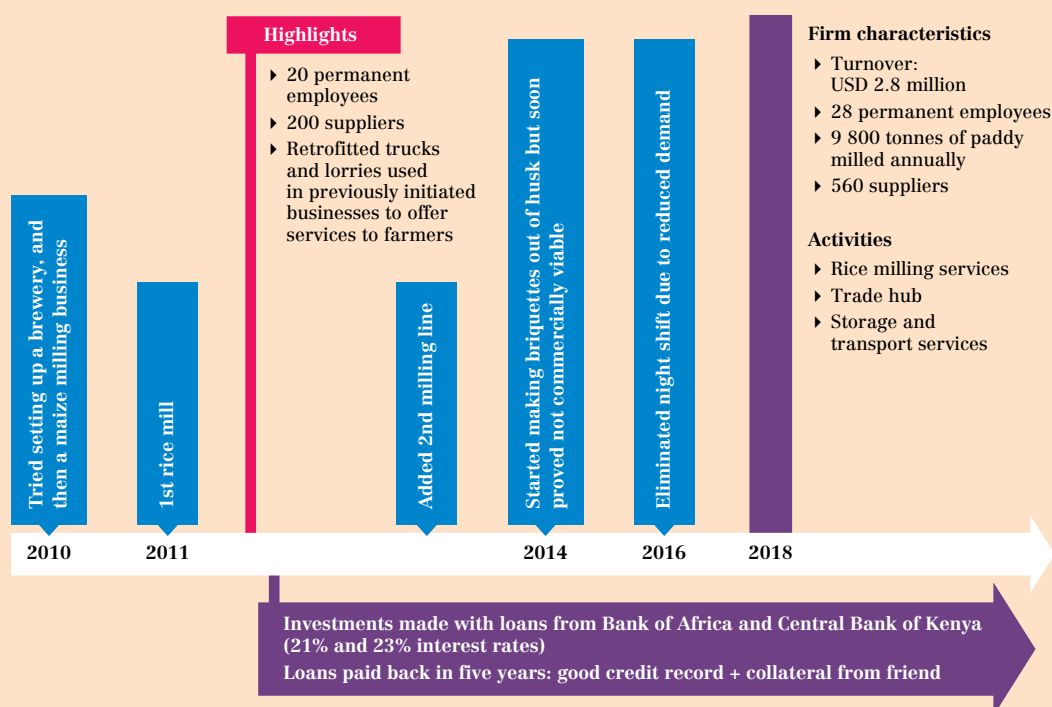 Highlights
20 permanent
employees
200 suppliers
Retrofitted trucks
and lorries used
in previously initiated
businesses to offer
services to farmers
Firm characteristics
Turnover:
USD 2.8 million
28 permanent employees
9 800 tonnes of paddy
milled annually
560 suppliers
Activities
Rice milling services
Trade hub
Storage and
transport services
Tried setting up a brewery, and
then a maize milling business
1st rice mill
Added 2nd milling line
Started making briquettes out of husk but soon
proved not commercially viable
Eliminated night shift due to reduced demand
2010
2011
2014
2016
2018
Investments made with loans from Bank of Africa and Central Bank of Kenya
(21% and 23% interest rates)
Loans paid back in five years: good credit record + collateral from friend